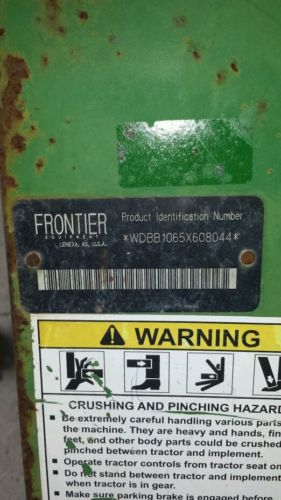 FRONTIER
EQUIPMENT
LENEXA, KS, U.S.A.
Product Identification Number
*WDBB1065X608044*
WARNING
CRUSHING AND PINCHING HAZARD
■ Be extremely careful handling various parts
the machine. They are heavy and hands, fin
feet, and other body parts could be crushed
pinched between tractor and implement.
■ Operate tractor controls from tractor seat on
■ Do not stand between tractor and implement
when tractor is in gear.
■ Make sure parking brake is engaged before